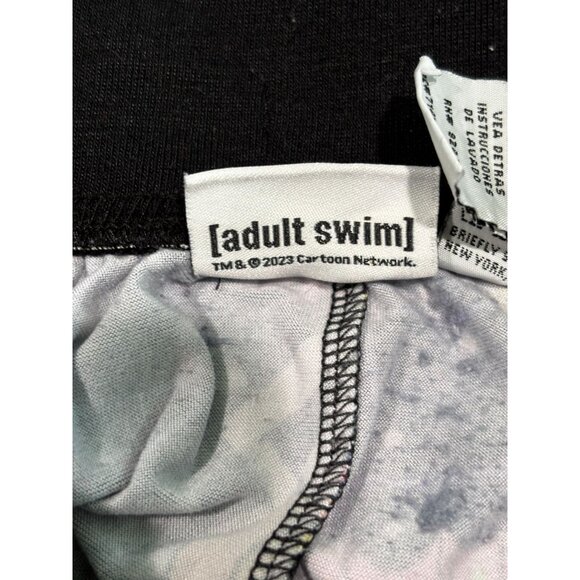 [adult swim]
TM & © 2023 Cartoon Network.
VEA DETRAS
INSTRUCCIONES
DE LAVADO
BRIEFLY S
NEW YORK,